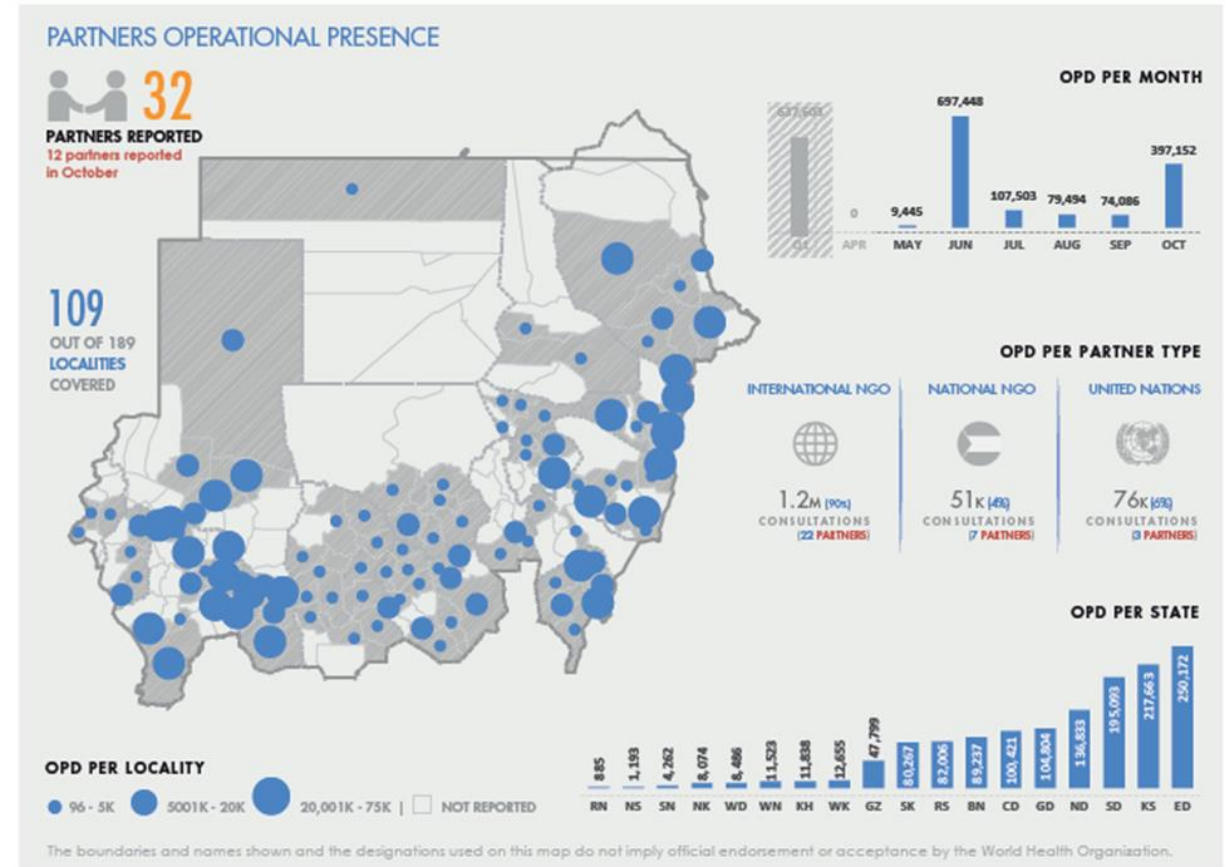 PARTNERS OPERATIONAL PRESENCE
32
PARTNERS REPORTED
12 partners reported
in October
109
OUT OF 189
LOCALITIES
COVERED
OPD PER MONTH
697,448
397,152
107,503
79,494
74,086
9,445
0
Q1 APR MAY JUN JUL AUG SEP OCT
OPD PER PARTNER TYPE
INTERNATIONAL NGO NATIONAL NGO UNITED NATIONS
1.2M (90%) 51K (4%) 76K (6%)
CONSULTATIONS CONSULTATIONS CONSULTATIONS
(22 PARTNERS) (7 PARTNERS) (3 PARTNERS)
OPD PER STATE
885 1,193 4,262 8,074 8,486 11,523 11,838 12,655 47,799 80,267 82,006 89,237 100,421 104,804 136,833 195,093 217,663 250,172
RN NS SN NK WD WN KH WK GZ SK RS BN CD GD ND SD KS ED
OPD PER LOCALITY
96 - 5K 5001K - 20K 20,001K - 75K | NOT REPORTED
The boundaries and names shown and the designations used on this map do not imply official endorsement or acceptance by the World Health Organization.